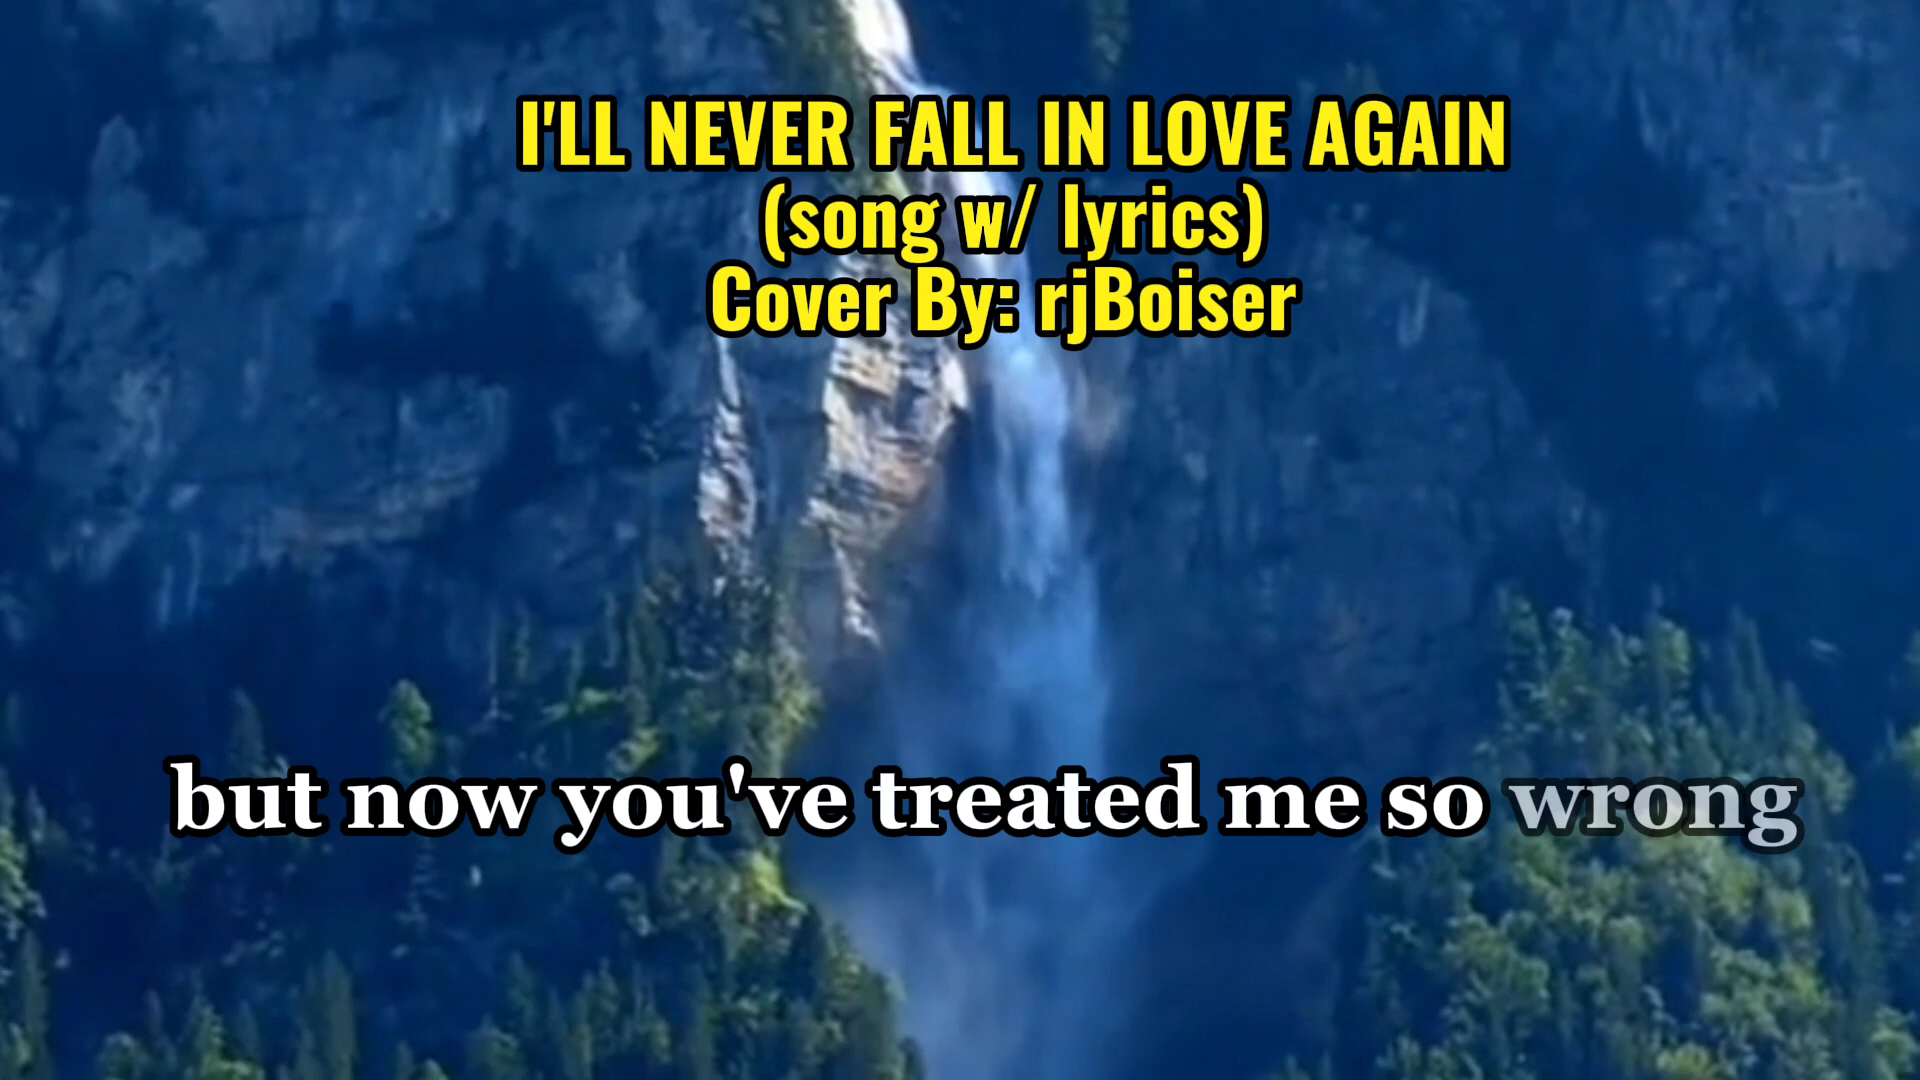 I'LL NEVER FALL IN LOVE AGAIN
(song w/ lyrics)
Cover By: rjBoiser
but now you've treated me so wrong